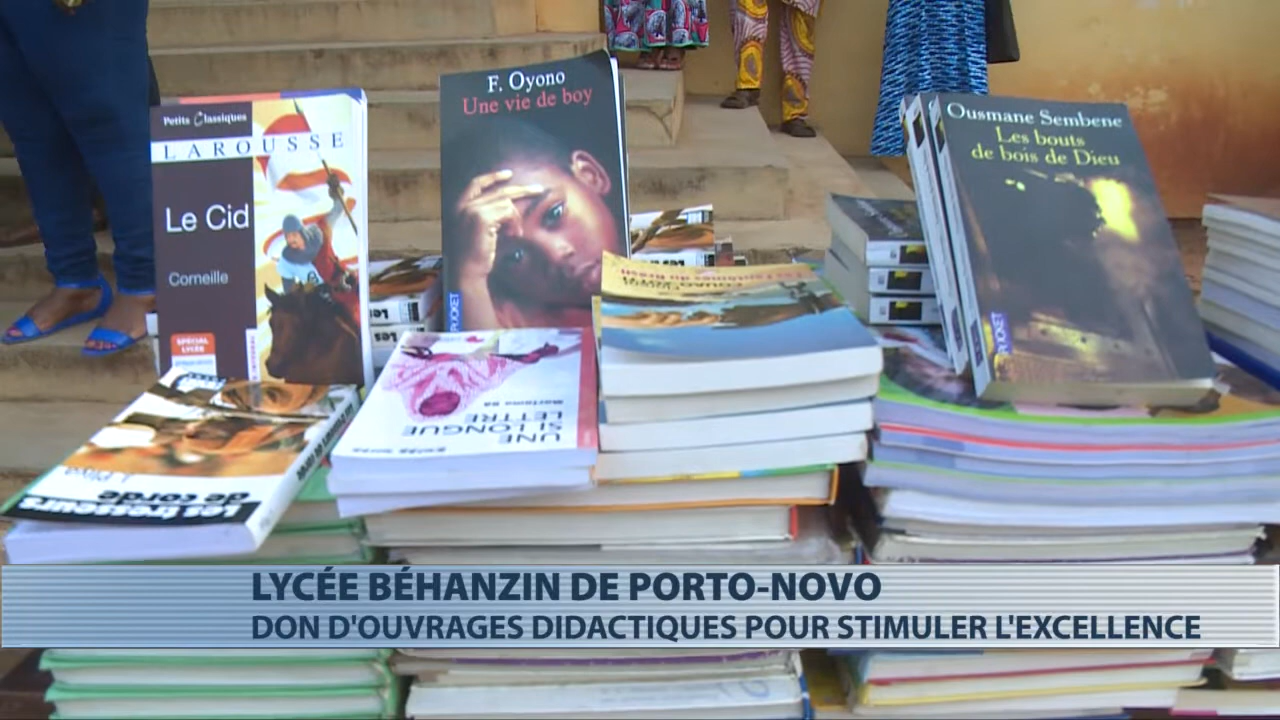 Petits Classiques
LAROUSSE
Le Cid
Corneille
SPÉCIAL
LYCÉE
F. Oyono
Une vie de boy
POCKET
Ousmane Sembene
Les bouts
de bois de Dieu
POCKET
Mariama Bâ
UNE
SI LONGUE
LETTRE
Les tresseurs
de corde
LYCÉE BÉHANZIN DE PORTO-NOVO
DON D'OUVRAGES DIDACTIQUES POUR STIMULER L'EXCELLENCE